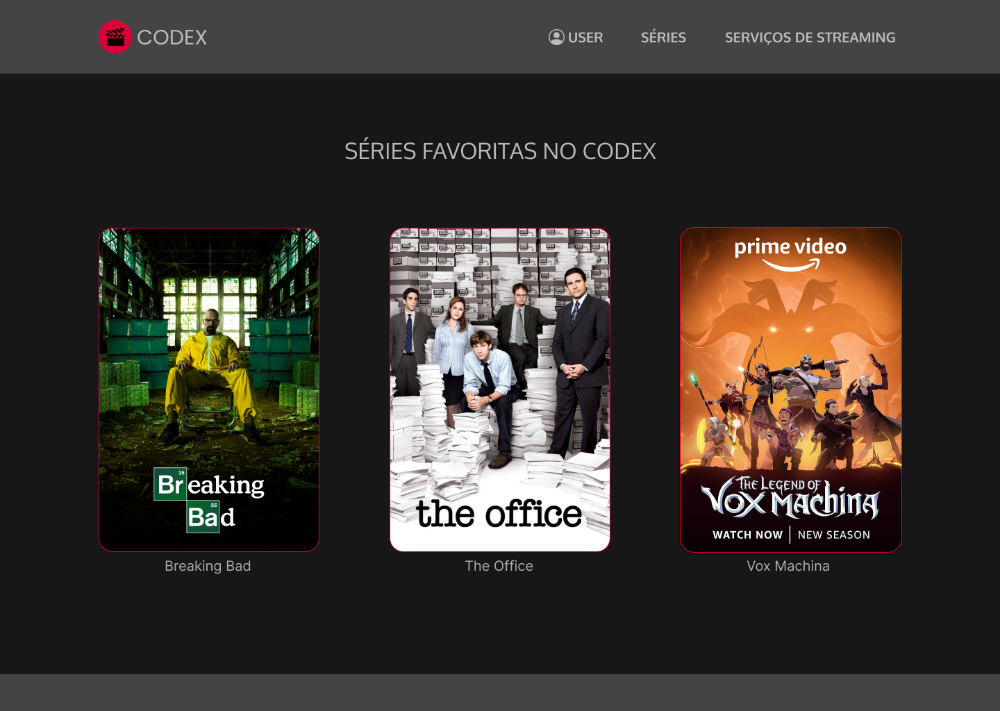 CODEX
USER
SÉRIES
SERVIÇOS DE STREAMING
SÉRIES FAVORITAS NO CODEX
35
Breaking
56
Bad
Breaking Bad
the office
The Office
prime video
THE LEGEND OF
VOX MACHINA
WATCH NOW | NEW SEASON
Vox Machina